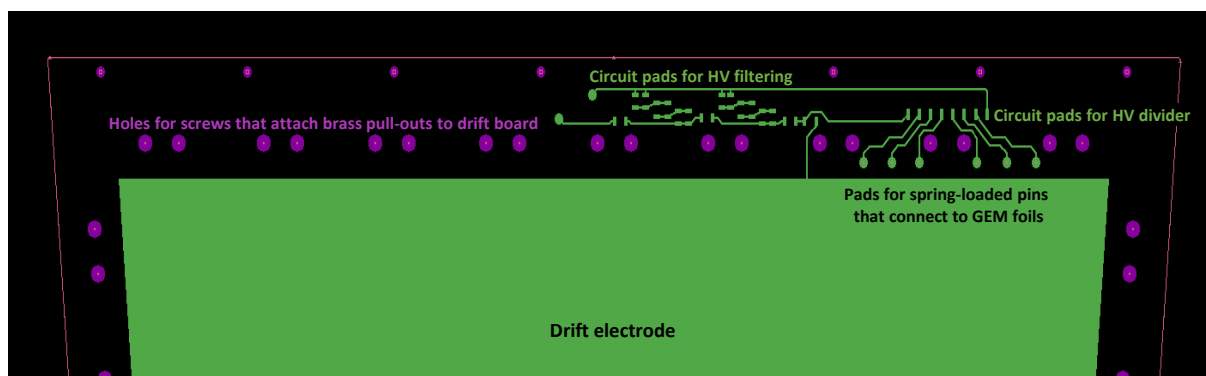 Circuit pads for HV filtering
Circuit pads for HV divider
Holes for screws that attach brass pull-outs to drift board
Pads for spring-loaded pins
that connect to GEM foils
Drift electrode